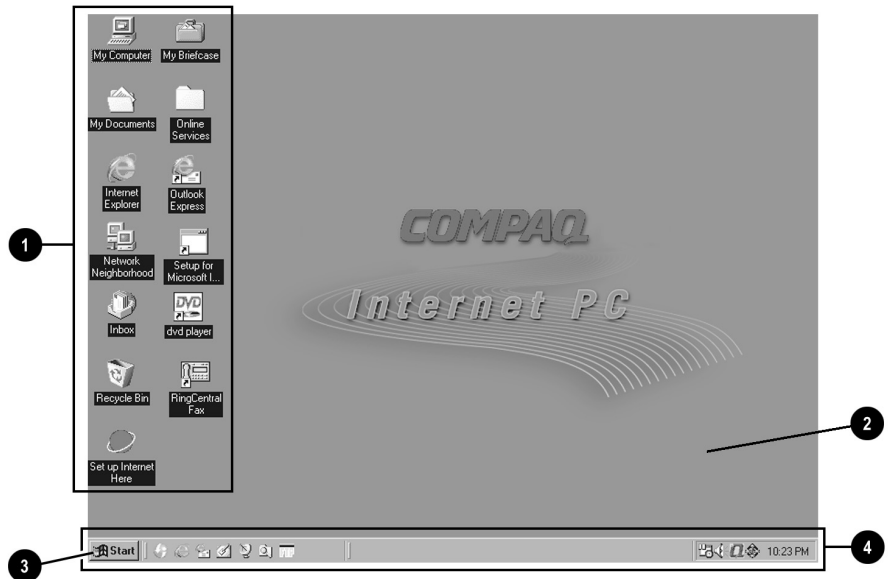 My Computer
My Briefcase
My Documents
Online
Services
Internet
Explorer
Outlook
Express
Network
Neighborhood
Setup for
Microsoft I...
Inbox
DVD
dvd player
Recycle Bin
RingCentral
Fax
Set up Internet
Here
COMPAQ
Internet PC
1
2
3
4
Start
10:23 PM